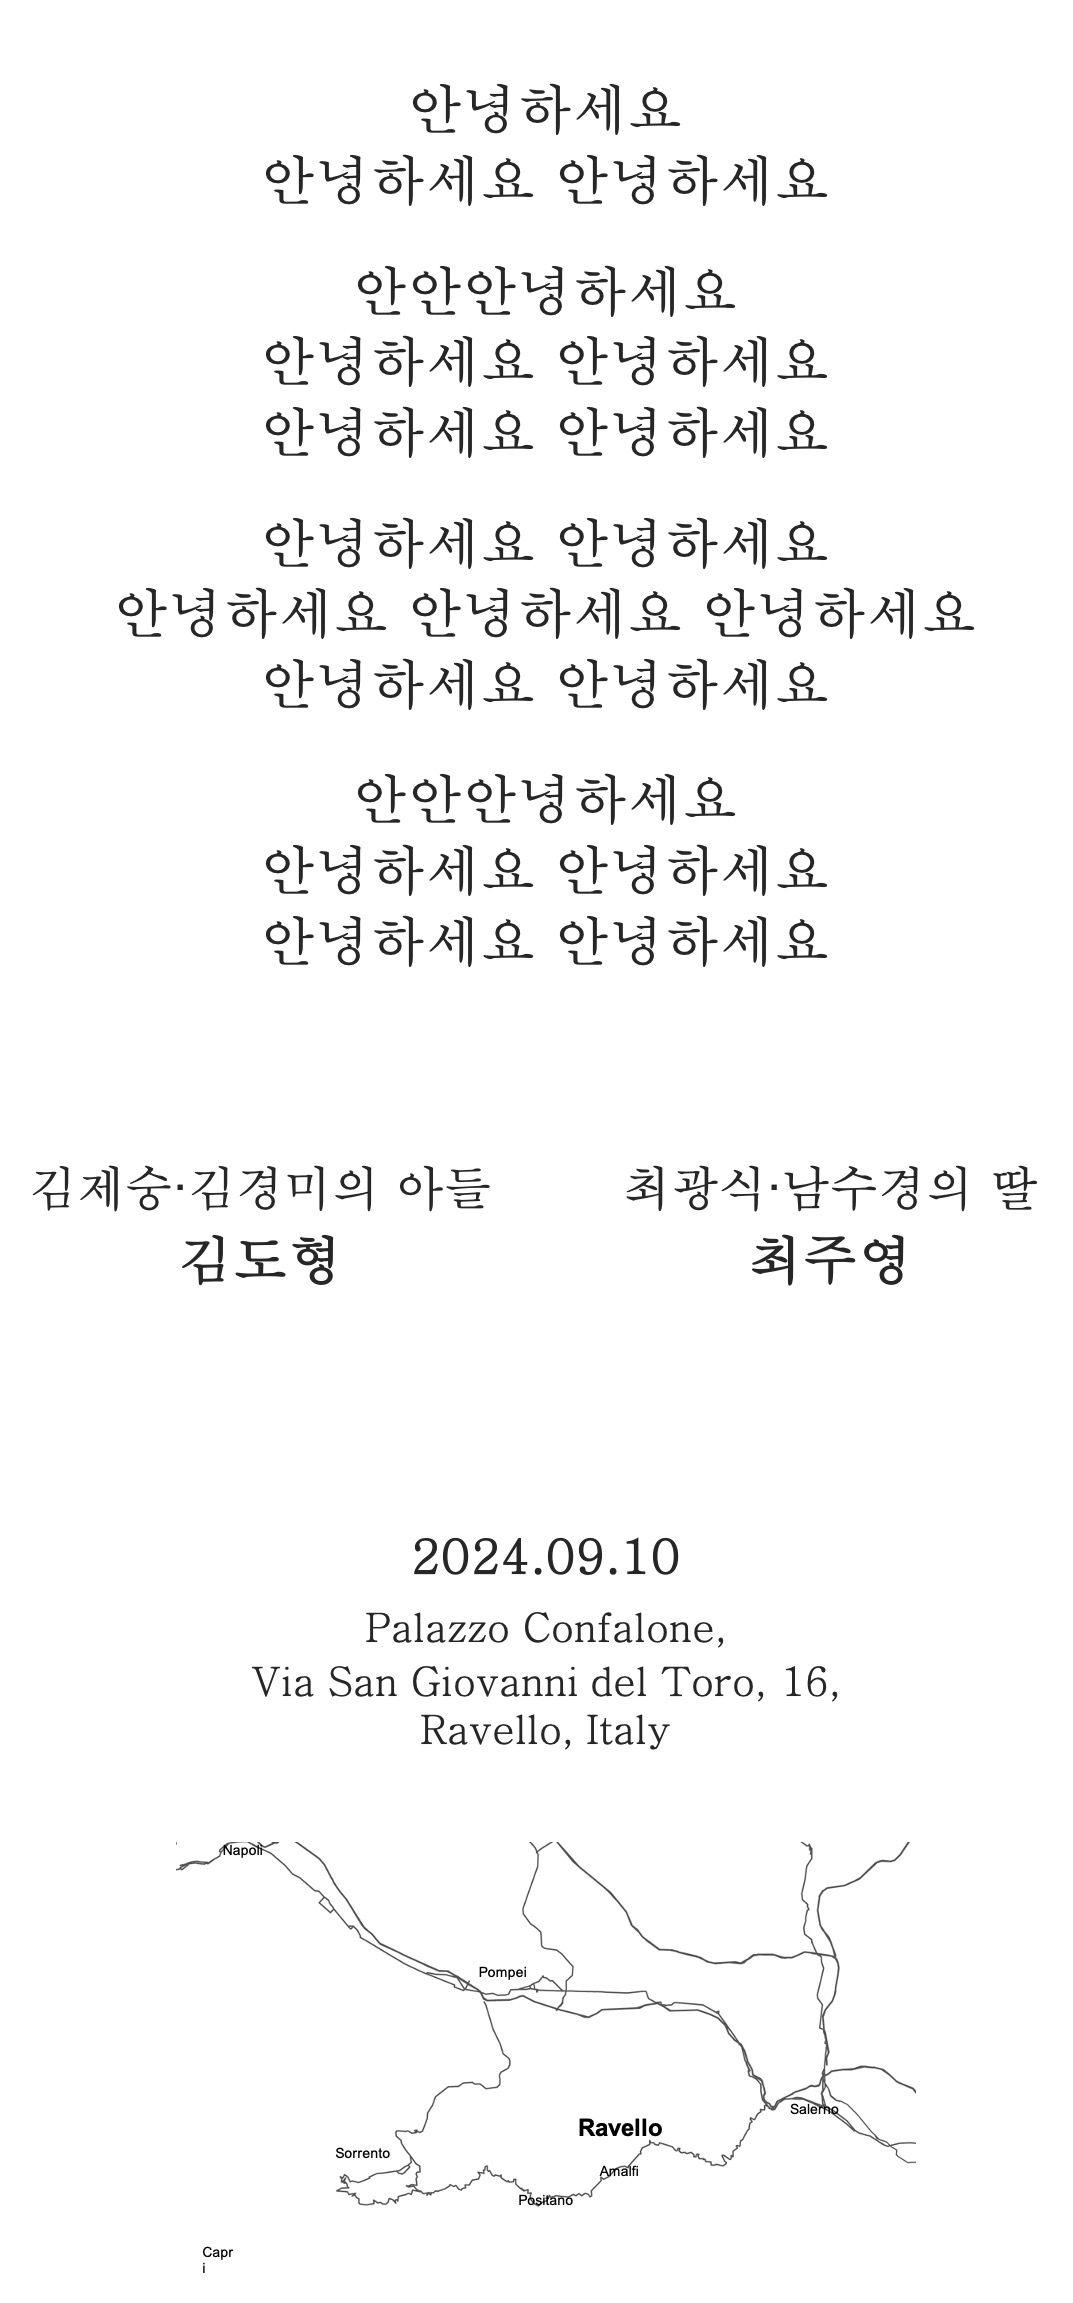 안녕하세요
안녕하세요 안녕하세요
안안안녕하세요
안녕하세요 안녕하세요
안녕하세요 안녕하세요
안녕하세요 안녕하세요
안녕하세요 안녕하세요 안녕하세요
안녕하세요 안녕하세요
안안안녕하세요
안녕하세요 안녕하세요
안녕하세요 안녕하세요
김제숭·김경미의 아들
최광식·남수경의 딸
김도형
최주영
2024.09.10
Palazzo Confalone,
Via San Giovanni del Toro, 16,
Ravello, Italy
Napoli
Pompei
Salerno
Ravello
Sorrento
Amalfi
Positano
Capr
i